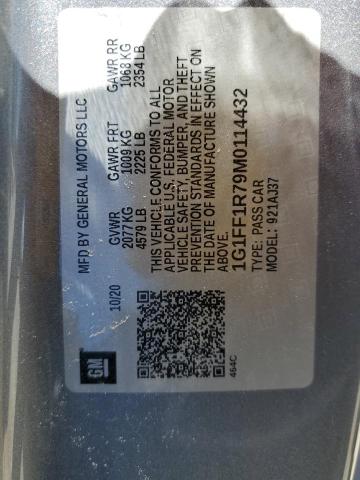 GM
MFD BY GENERAL MOTORS LLC
10/20 GVWR GAWR FRT GAWR RR
2077 KG 1009 KG 1068 KG
4579 LB 2225 LB 2354 LB
THIS VEHICLE CONFORMS TO ALL
APPLICABLE U.S. FEDERAL MOTOR
VEHICLE SAFETY, BUMPER, AND THEFT
PREVENTION STANDARDS IN EFFECT ON
THE DATE OF MANUFACTURE SHOWN
ABOVE.
1G1FF1R79M0114432
TYPE: PASS CAR
MODEL: 921AJ37
464C